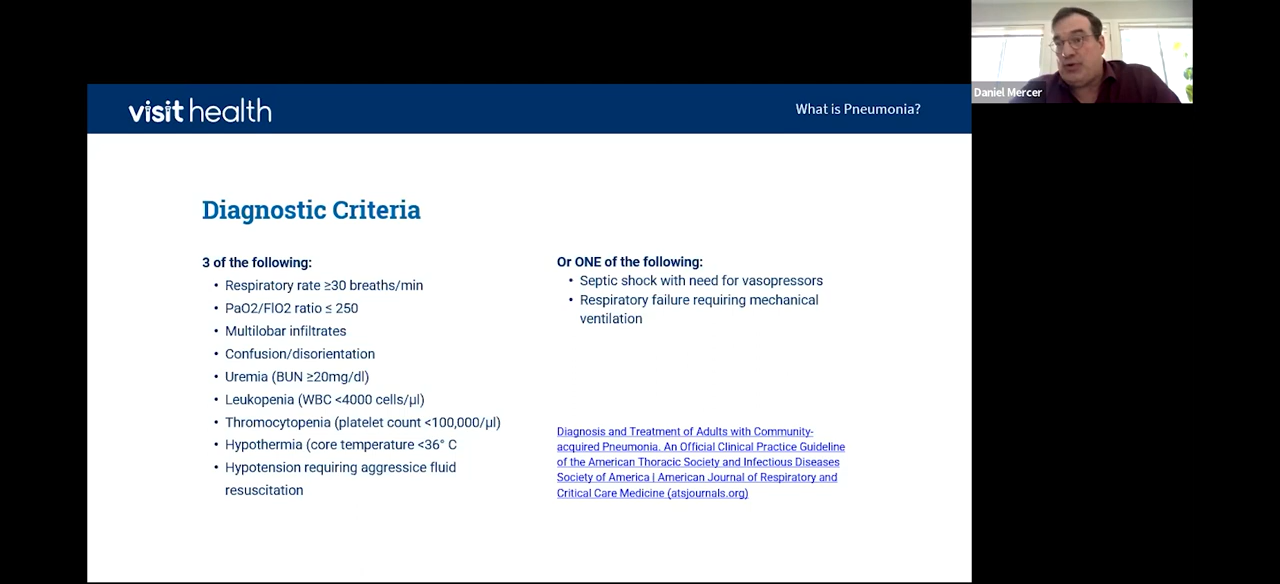 visit health
What is Pneumonia?
Daniel Mercer
Diagnostic Criteria
3 of the following:
• Respiratory rate ≥30 breaths/min
• PaO2/FIO2 ratio ≤ 250
• Multilobar infiltrates
• Confusion/disorientation
• Uremia (BUN ≥20mg/dl)
• Leukopenia (WBC <4000 cells/µl)
• Thromocytopenia (platelet count <100,000/µl)
• Hypothermia (core temperature <36° C
• Hypotension requiring aggressice fluid
resuscitation
Or ONE of the following:
• Septic shock with need for vasopressors
• Respiratory failure requiring mechanical
ventilation
Diagnosis and Treatment of Adults with Community-
acquired Pneumonia. An Official Clinical Practice Guideline
of the American Thoracic Society and Infectious Diseases
Society of America | American Journal of Respiratory and
Critical Care Medicine (atsjournals.org)